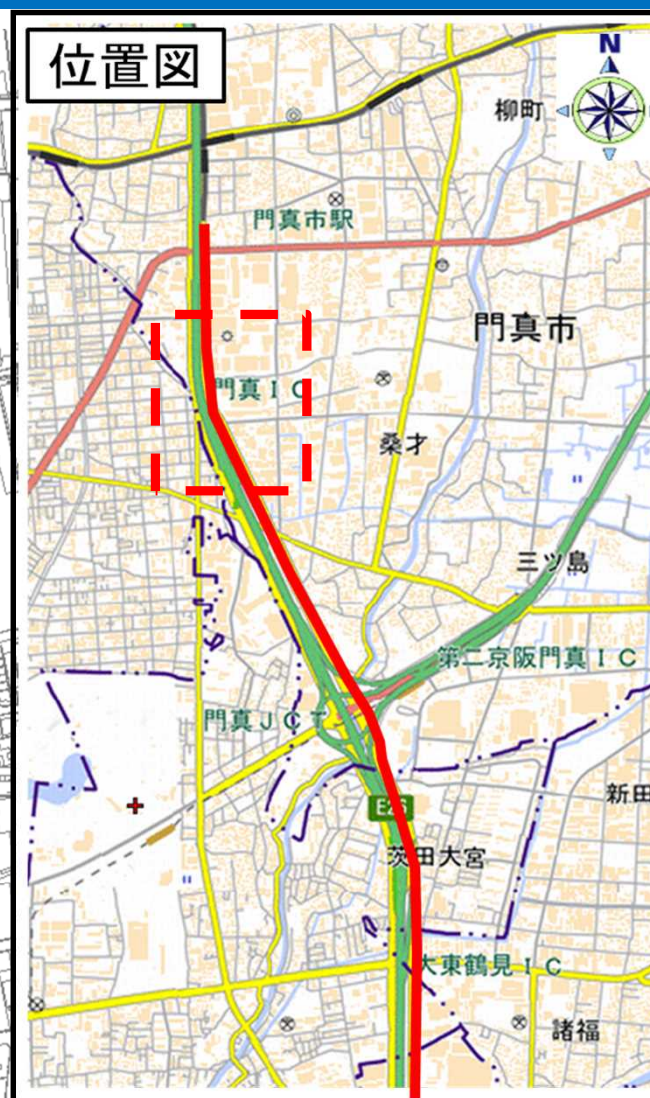 位置図
N
柳町
門真市駅
門真市
門真IC
桑才
三ツ島
第二京阪門真IC
門真JCT
新田
E26
茨田大宮
大東鶴見IC
諸福